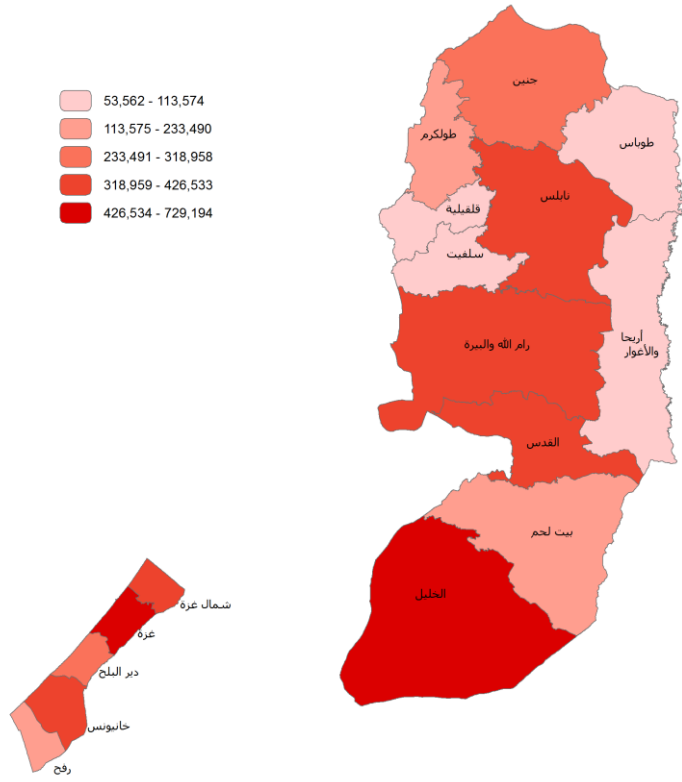 53,562 - 113,574
113,575 - 233,490
233,491 - 318,958
318,959 - 426,533
426,534 - 729,194
جنين
طولكرم
طوباس
نابلس
قلقيلية
سلفيت
أريحا
والأغوار
رام الله والبيرة
القدس
بيت لحم
الخليل
شمال غزة
غزة
دير البلح
خانيونس
رفح